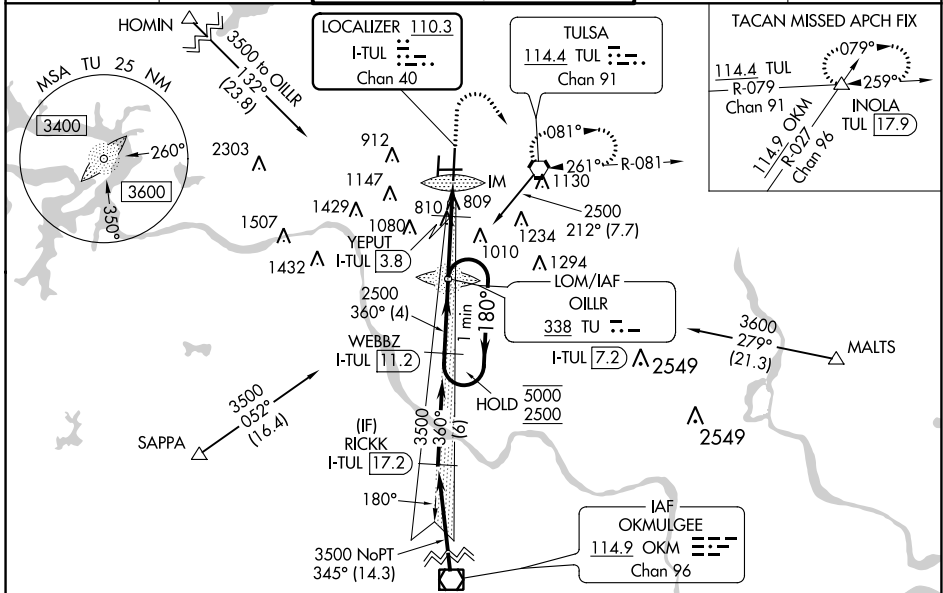 HOMIN
3500 to OILLR
132°
(23.8)
LOCALIZER 110.3
I-TUL
Chan 40
TULSA
114.4 TUL
Chan 91
TACAN MISSED APCH FIX
079°
259°
114.4 TUL
R-079
Chan 91
INOLA
TUL 17.9
114.9 OKM
R-027
Chan 96
MSA TU 25 NM
3400
260°
3600
350°
2303
912
1147
1429
1080
1507
1432
810
809
IM
081°
261°
R-081
1130
2500
212° (7.7)
1234
1010
1294
YEPUT
I-TUL 3.8
LOM/IAF
OILLR
338 TU
I-TUL 7.2
2549
2549
2500
360° (4)
1 min
180°
WEBBZ
I-TUL 11.2
HOLD 5000
2500
3600
279°
(21.3)
MALTS
3500
052°
(16.4)
SAPPA
(IF)
RICKK
I-TUL 17.2
3500
360°
(6)
180°
3500 NoPT
345° (14.3)
IAF
OKMULGEE
114.9 OKM
Chan 96